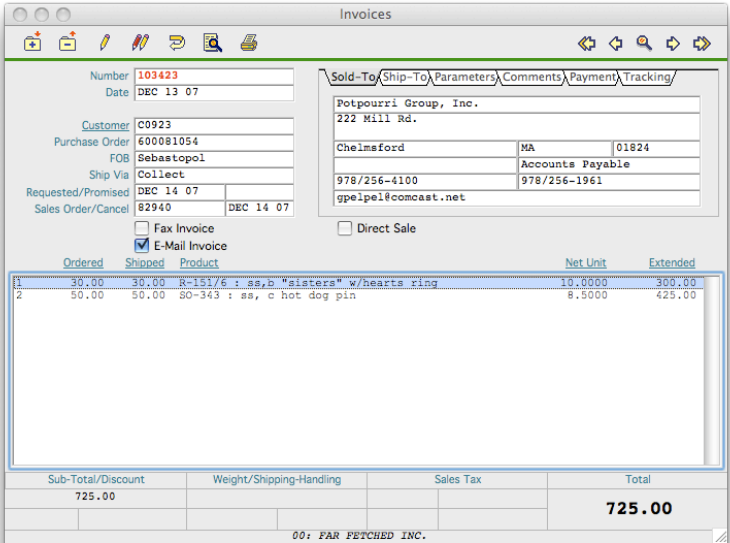 Invoices
Number 103423
Date DEC 13 07
Sold-To Ship-To Parameters Comments Payment Tracking
Potpourri Group, Inc.
222 Mill Rd.
Chelmsford MA 01824
Accounts Payable
978/256-4100 978/256-1961
gpelpel@comcast.net
Customer C0923
Purchase Order 600081054
FOB Sebastopol
Ship Via Collect
Requested/Promised DEC 14 07
Sales Order/Cancel 82940 DEC 14 07
Fax Invoice
Direct Sale
E-Mail Invoice
Ordered Shipped Product Net Unit Extended
1 30.00 30.00 R-151/6 : ss,b "sisters" w/hearts ring 10.0000 300.00
2 50.00 50.00 SO-343 : ss, c hot dog pin 8.5000 425.00
Sub-Total/Discount Weight/Shipping-Handling Sales Tax Total
725.00
725.00
00: FAR FETCHED INC.